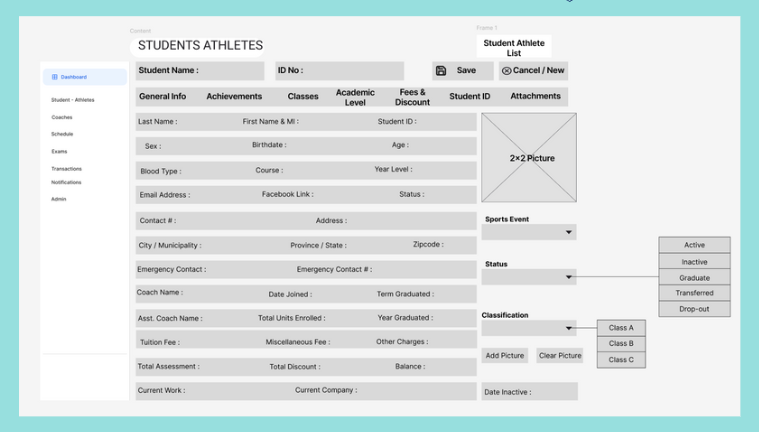 Content
Frame 1
STUDENTS ATHLETES
Student Athlete
List
Student Name :
ID No :
Save
Cancel / New
Dashboard
Student - Athletes
Coaches
Schedule
Exams
Transactions
Notifications
Admin
General Info
Achievements
Classes
Academic
Level
Fees &
Discount
Student ID
Attachments
Last Name :
First Name & MI :
Student ID :
Sex :
Birthdate :
Age :
Blood Type :
Course :
Year Level :
Email Address :
Facebook Link :
Status :
Contact # :
Address :
City / Municipality :
Province / State :
Zipcode :
Emergency Contact :
Emergency Contact # :
Coach Name :
Date Joined :
Term Graduated :
Asst. Coach Name :
Total Units Enrolled :
Year Graduated :
Tuition Fee :
Miscellaneous Fee :
Other Charges :
Total Assessment :
Total Discount :
Balance :
Current Work :
Current Company :
2x2 Picture
Sports Event
Status
Active
Inactive
Graduate
Transferred
Drop-out
Classification
Class A
Class B
Class C
Add Picture
Clear Picture
Date Inactive :